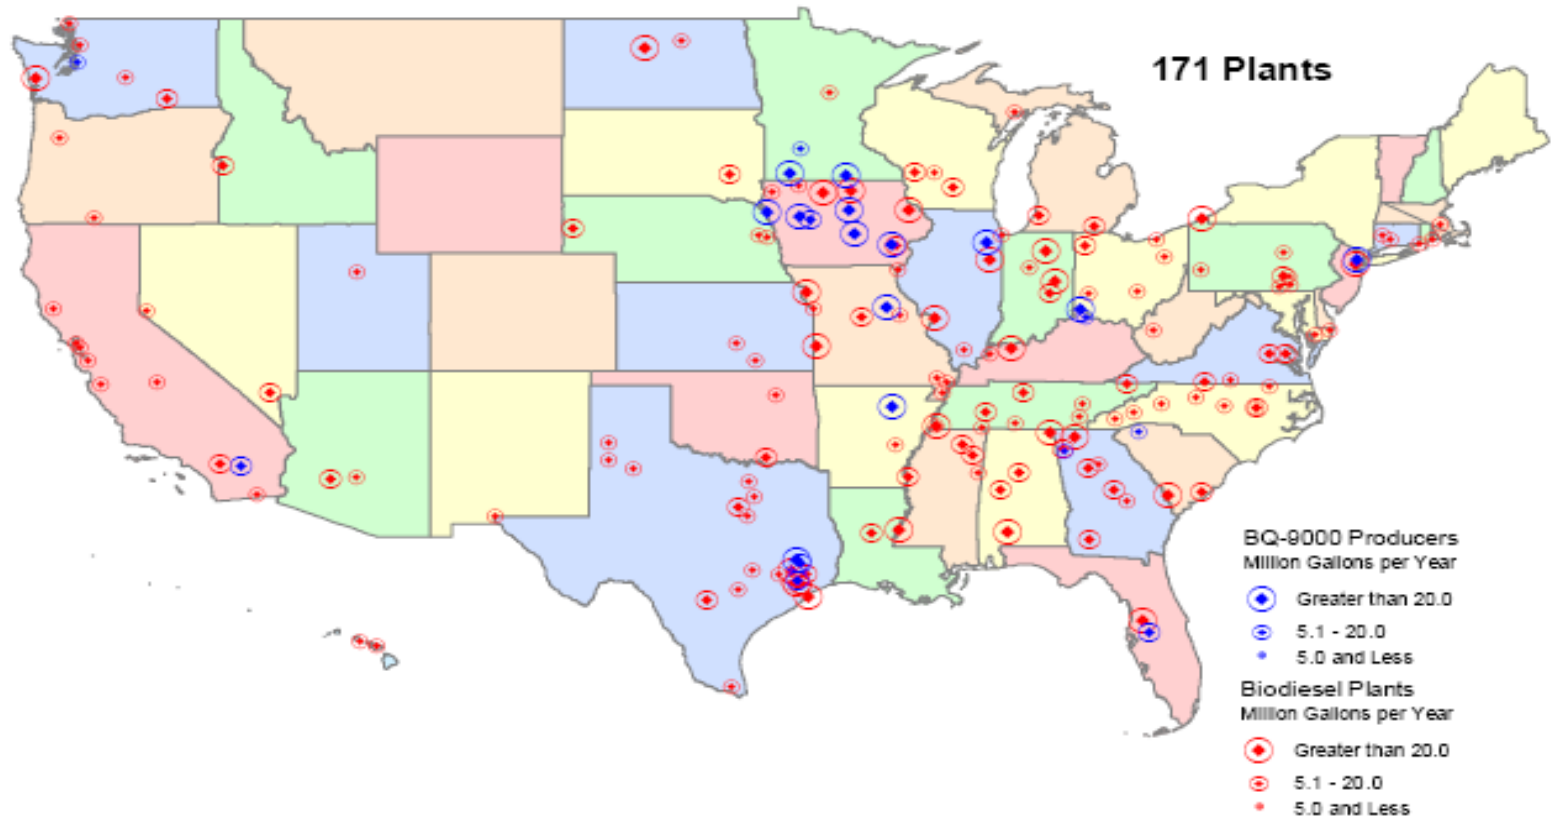 171 Plants
BQ-9000 Producers
Million Gallons per Year
Greater than 20.0
5.1 - 20.0
5.0 and Less
Biodiesel Plants
Million Gallons per Year
Greater than 20.0
5.1 - 20.0
5.0 and Less